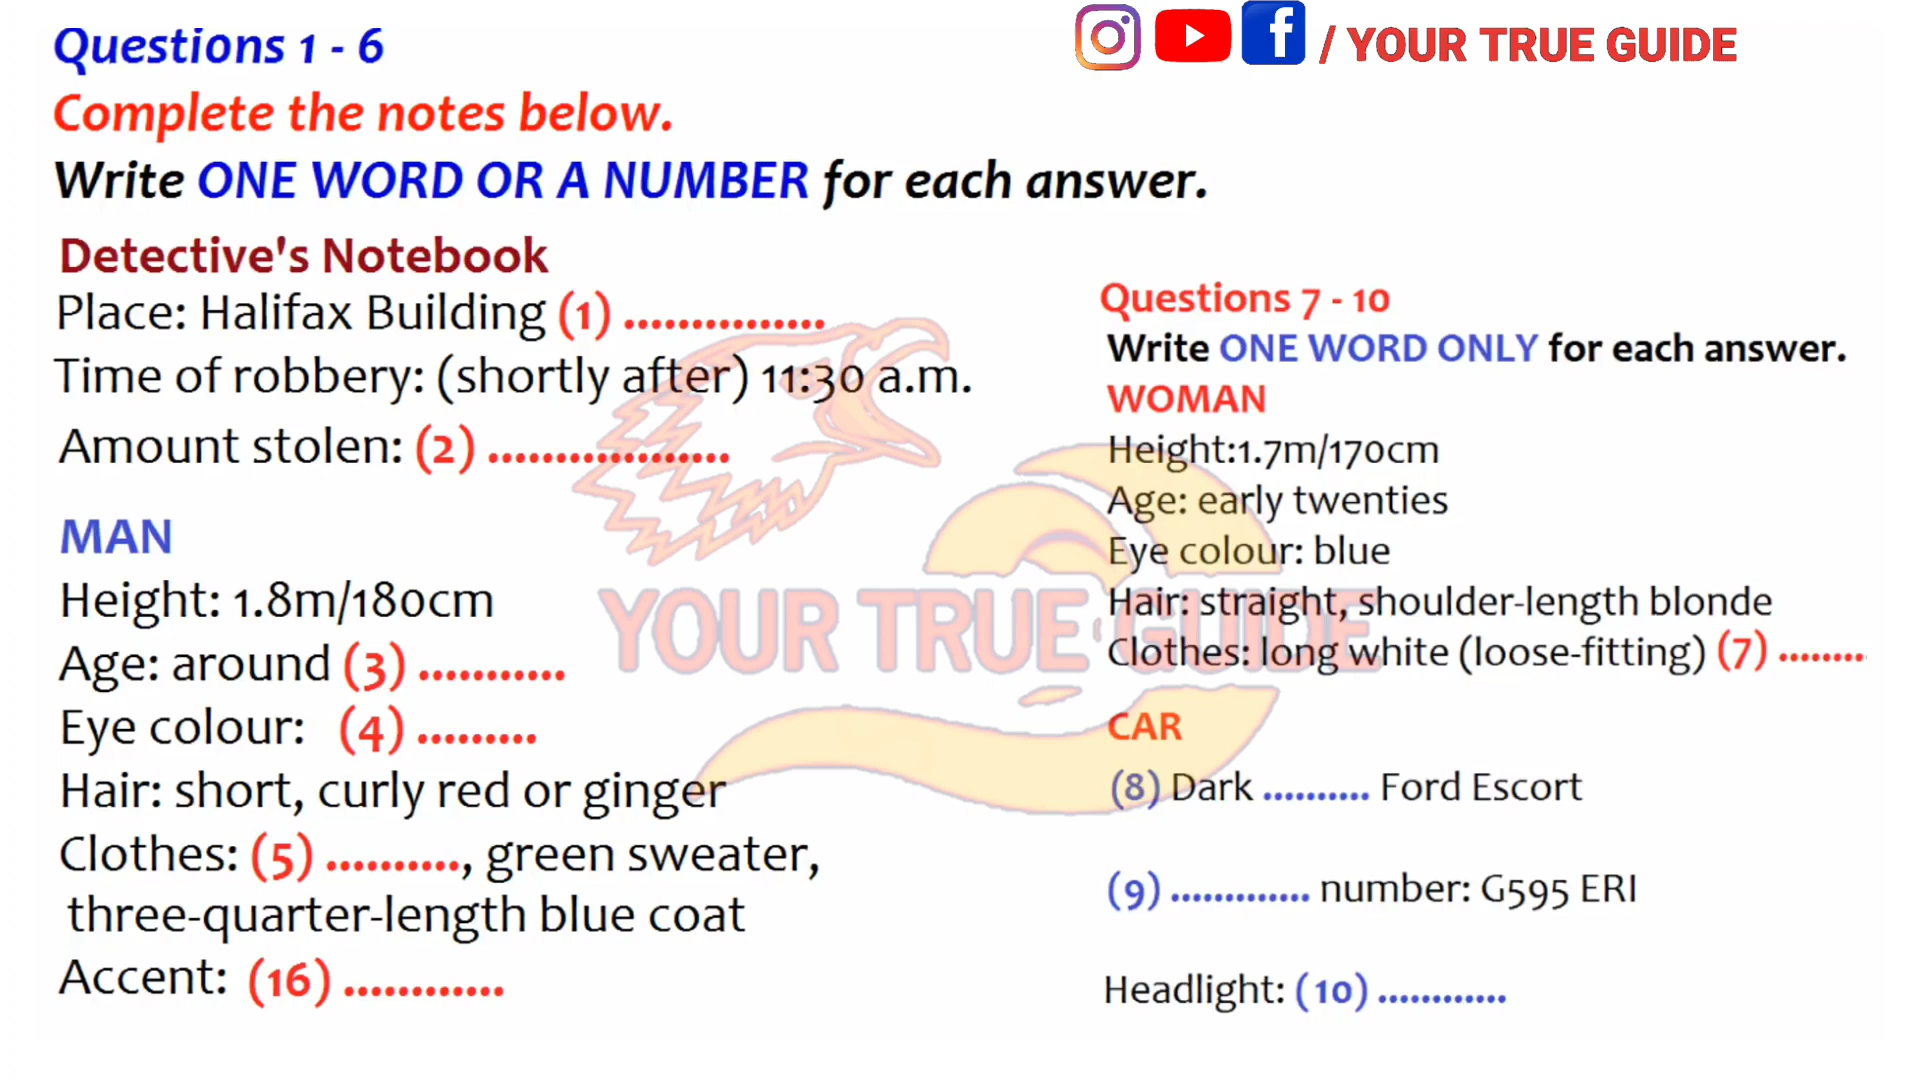 / YOUR TRUE GUIDE
Questions 1 - 6
Complete the notes below.
Write ONE WORD OR A NUMBER for each answer.
Detective's Notebook
Place: Halifax Building (1) ...............
Time of robbery: (shortly after) 11:30 a.m.
Amount stolen: (2) ..................
MAN
Height: 1.8m/180cm
Age: around (3) ...........
Eye colour: (4) .........
Hair: short, curly red or ginger
Clothes: (5) .........., green sweater,
three-quarter-length blue coat
Accent: (16) ............
YOUR TRUE GUIDE
Questions 7 - 10
Write ONE WORD ONLY for each answer.
WOMAN
Height:1.7m/170cm
Age: early twenties
Eye colour: blue
Hair: straight, shoulder-length blonde
Clothes: long white (loose-fitting) (7) ........
CAR
(8) Dark .......... Ford Escort
(9) ............. number: G595 ERI
Headlight: (10) ............